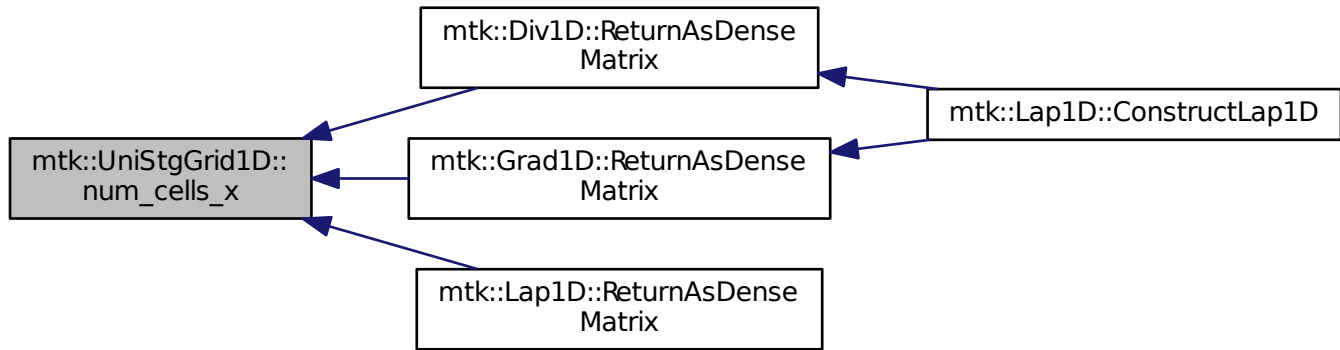 mtk::UniStgGrid1D::
num_cells_x
mtk::Div1D::ReturnAsDense
Matrix
mtk::Grad1D::ReturnAsDense
Matrix
mtk::Lap1D::ReturnAsDense
Matrix
mtk::Lap1D::ConstructLap1D